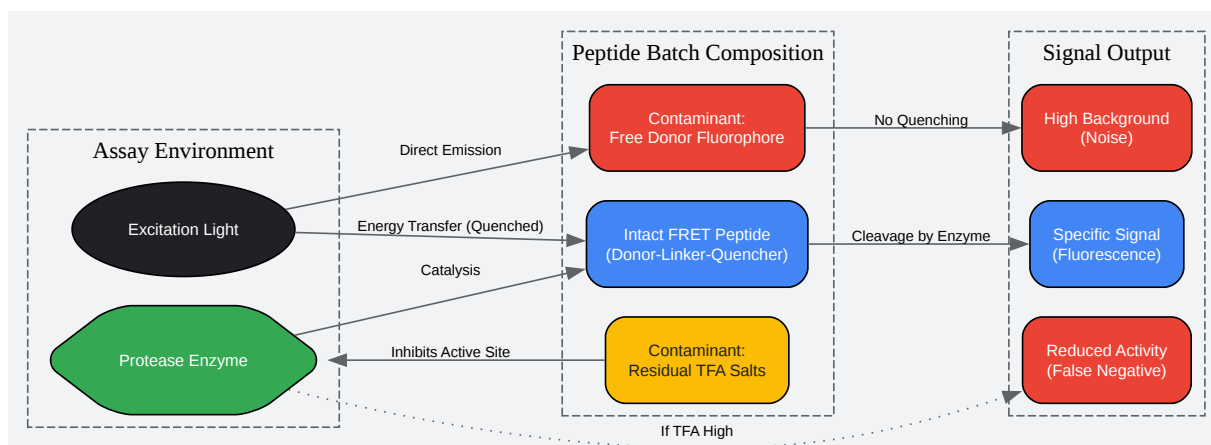 Peptide Batch Composition
Signal Output
Assay Environment
Contaminant:
Free Donor Fluorophore
No Quenching
High Background
(Noise)
Direct Emission
Excitation Light
Energy Transfer (Quenched)
Intact FRET Peptide
(Donor-Linker-Quencher)
Cleavage by Enzyme
Specific Signal
(Fluorescence)
Catalysis
Protease Enzyme
Inhibits Active Site
Contaminant:
Residual TFA Salts
Reduced Activity
(False Negative)
If TFA High